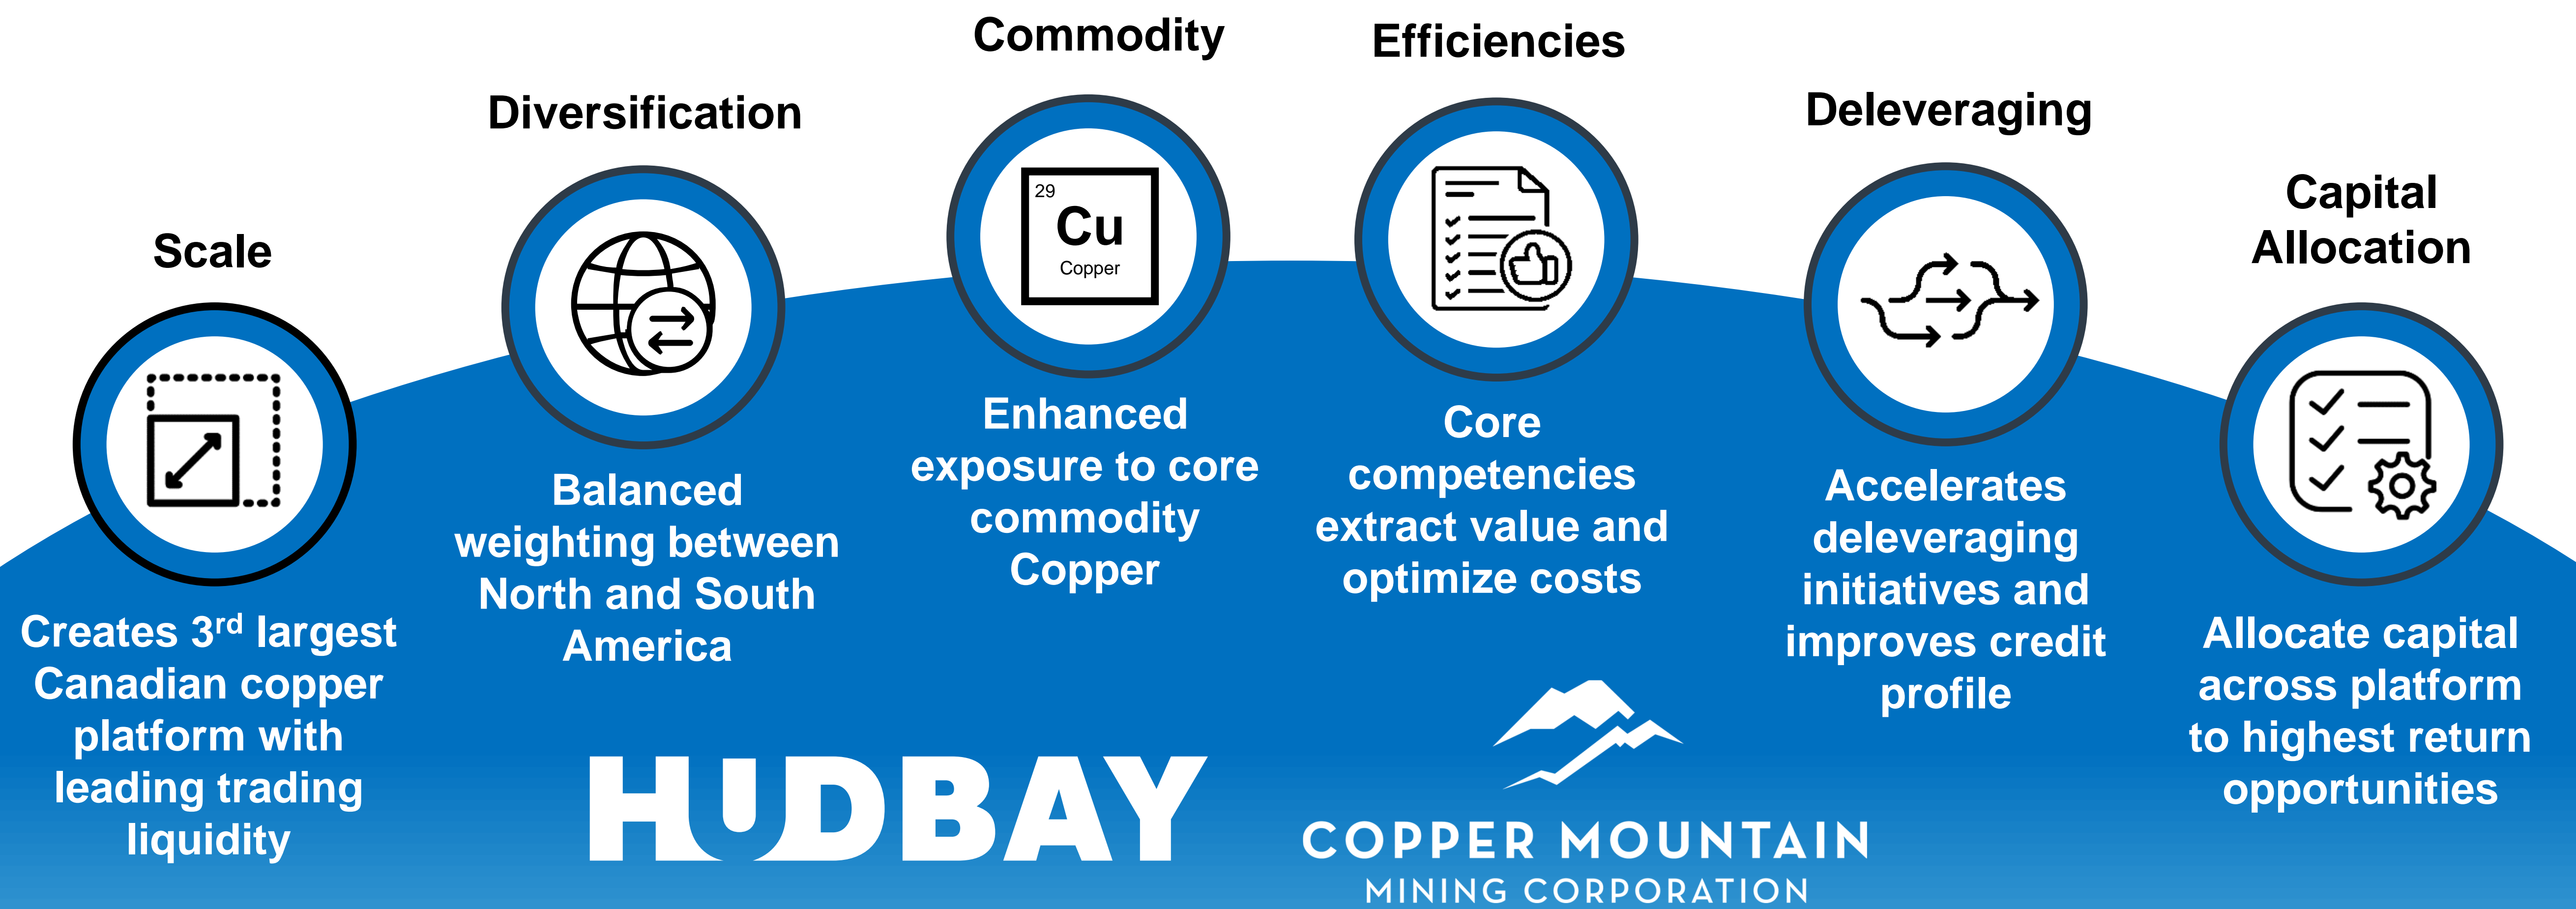 Scale
Creates 3rd largest
Canadian copper
platform with
leading trading
liquidity
Diversification
Balanced
weighting between
North and South
America
Commodity
29
Cu
Copper
Enhanced
exposure to core
commodity
Copper
Efficiencies
Core
competencies
extract value and
optimize costs
Deleveraging
Accelerates
deleveraging
initiatives and
improves credit
profile
Capital
Allocation
Allocate capital
across platform
to highest return
opportunities
HUDBAY
COPPER MOUNTAIN
MINING CORPORATION